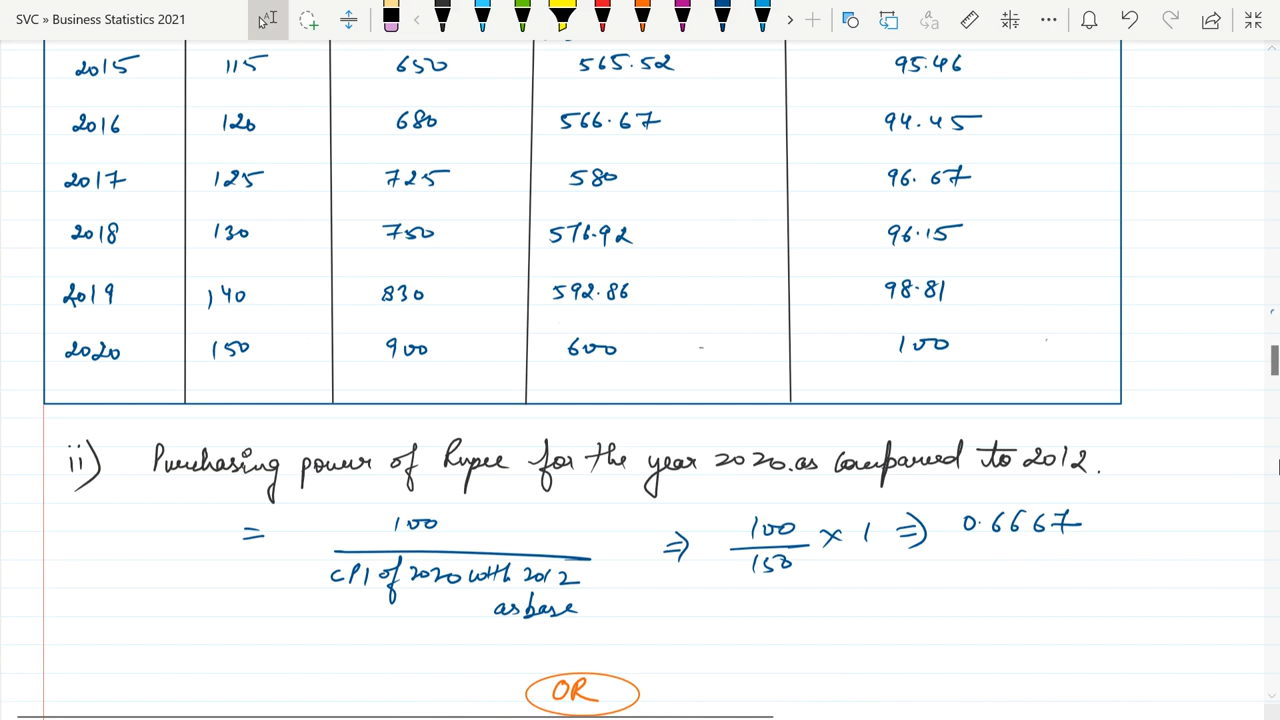 SVC » Business Statistics 2021
2015 115 650 565.52 95.46
2016 120 680 566.67 94.45
2017 125 725 580 96.67
2018 130 750 576.92 96.15
2019 140 830 592.86 98.81
2020 150 900 600 100
ii) Purchasing power of Rupee for the year 2020.as compared to 2012.
= 100 / CPI of 2020 with 2012 as base ⇒ 100 / 150 × 1 ⇒ 0.6667
OR